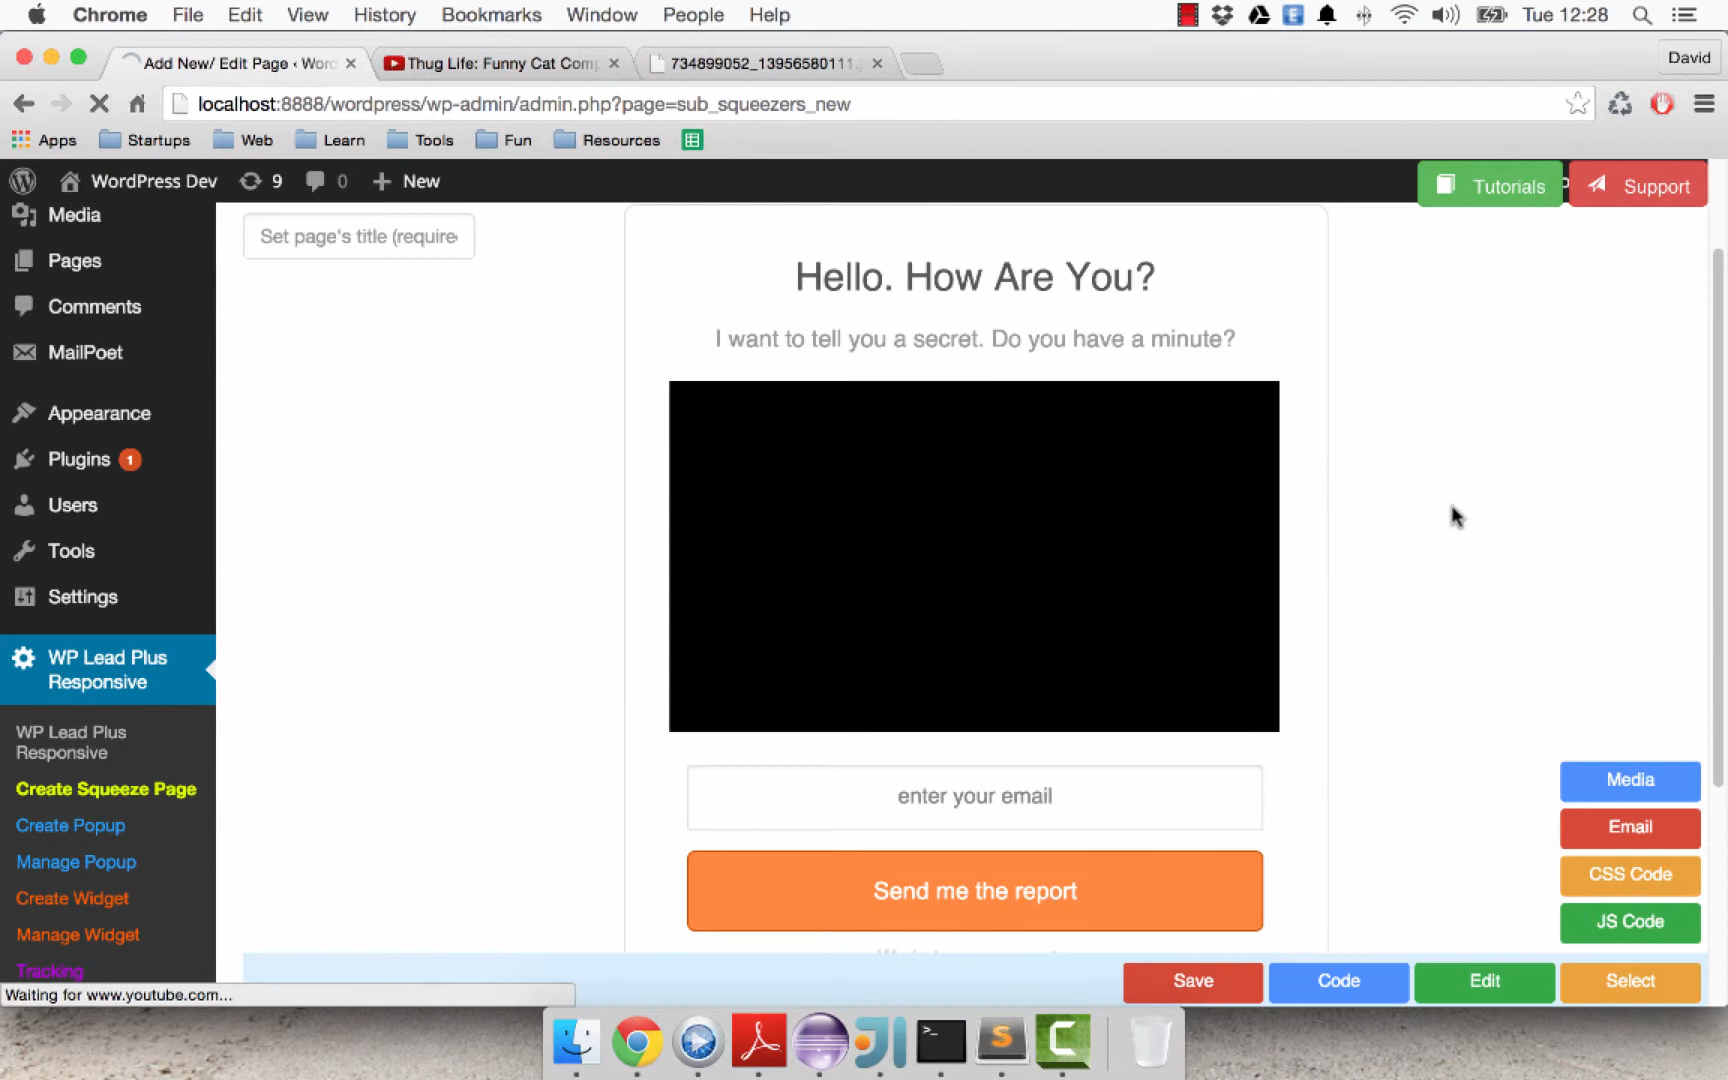 Chrome File Edit View History Bookmarks Window People Help Tue 12:28
Add New/ Edit Page ‹ Word Thug Life: Funny Cat Comp 734899052_13956580111. David
localhost:8888/wordpress/wp-admin/admin.php?page=sub_squeezers_new
Apps Startups Web Learn Tools Fun Resources
WordPress Dev 9 0 New Tutorials Support
Media
Set page's title (require
Pages
Hello. How Are You?
Comments
I want to tell you a secret. Do you have a minute?
MailPoet
Appearance
Plugins 1
Users
Tools
Settings
WP Lead Plus
Responsive
WP Lead Plus
Responsive
Create Squeeze Page
Create Popup
Manage Popup
Create Widget
Manage Widget
Tracking
enter your email
Send me the report
Media
Email
CSS Code
JS Code
Save Code Edit Select
Waiting for www.youtube.com...